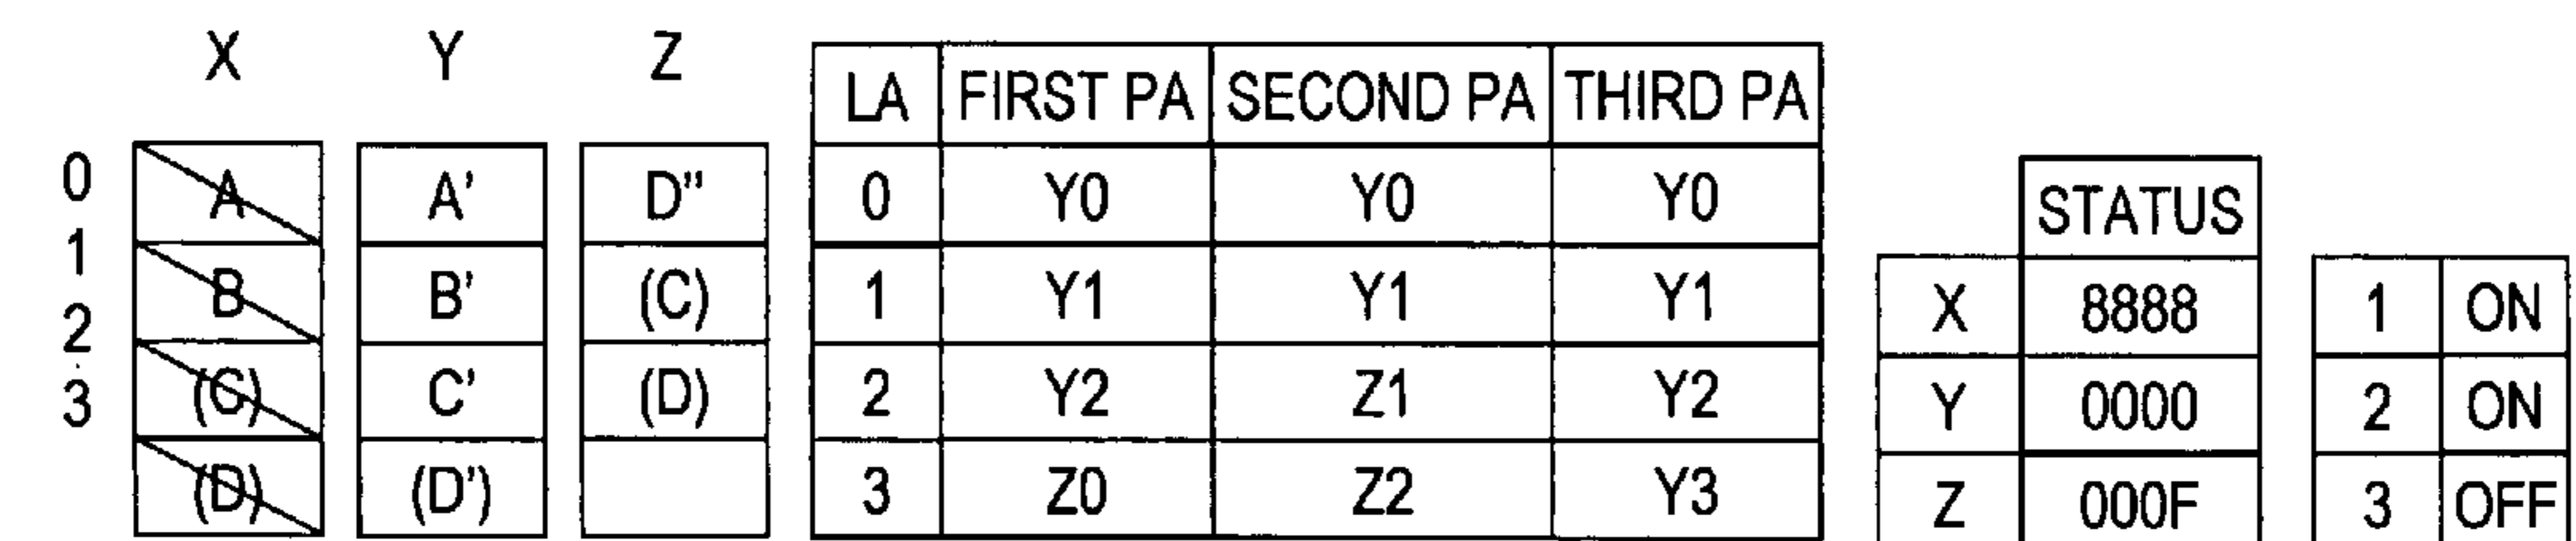 X Y Z
LA FIRST PA SECOND PA THIRD PA
0 A A' D" 0 Y0 Y0 Y0
STATUS
1 B B' (C) 1 Y1 Y1 Y1 X 8888 1 ON
2 (C) C' (D) 2 Y2 Z1 Y2 Y 0000 2 ON
3 (D) (D') 3 Z0 Z2 Y3 Z 000F 3 OFF